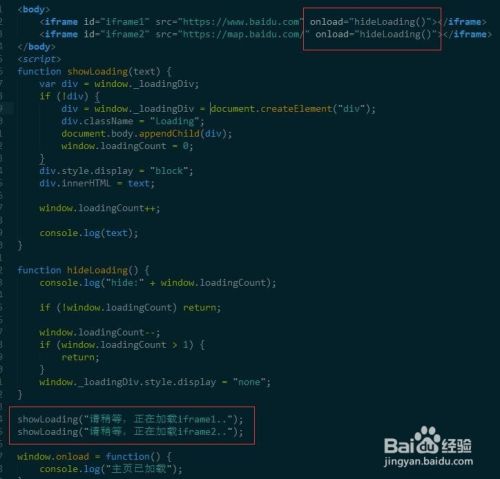 <body>
<iframe id="iframe1" src="https://www.baidu.com" onload="hideLoading()"></iframe>
<iframe id="iframe2" src="https://map.baidu.com/" onload="hideLoading()"></iframe>
<script>
function showLoading(text) {
var div = window._loadingDiv;
if (!div) {
div = window._loadingDiv = document.createElement("div");
div.className = "Loading";
document.body.appendChild(div);
window.loadingCount = 0;
}
div.style.display = "block";
div.innerHTML = text;
window.loadingCount++;
console.log(text);
}
function hideLoading() {
console.log("hide:" + window.loadingCount);
if (!window.loadingCount) return;
window.loadingCount--;
if (window.loadingCount > 1) {
return;
}
window._loadingDiv.style.display = "none";
}
showLoading("请稍等，正在加载iframe1..");
showLoading("请稍等，正在加载iframe2..");
window.onload = function() {
console.log("主页已加载");
Baidu经验
jingyan.baidu.com